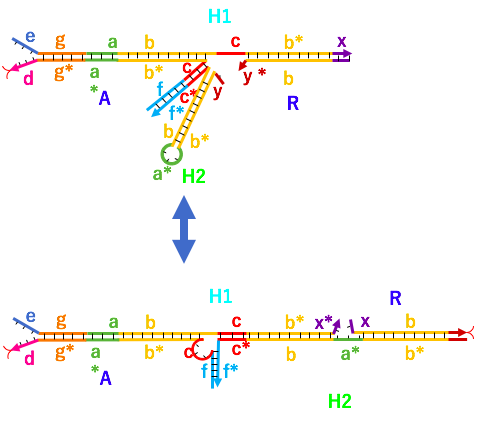 H1
e g a b c b* x
d g* a b* c y y* b
*A f c* R
f*
b b*
a* H2
R
H1
e g a b c b* x* x b
d g* a b* c c* b a* b*
*A f f*
H2